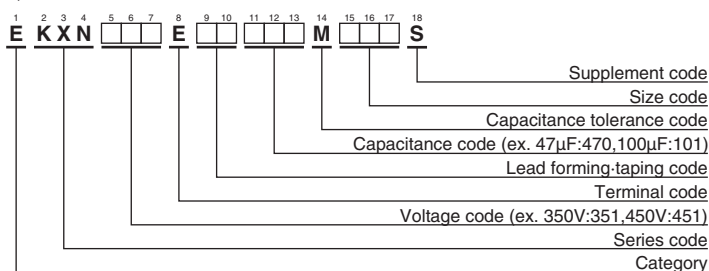 1 2 3 4 5 6 7 8 9 10 11 12 13 14 15 16 17 18
E K X N E M S
Supplement code
Size code
Capacitance tolerance code
Capacitance code (ex. 47μF:470,100μF:101)
Lead forming·taping code
Terminal code
Voltage code (ex. 350V:351,450V:451)
Series code
Category